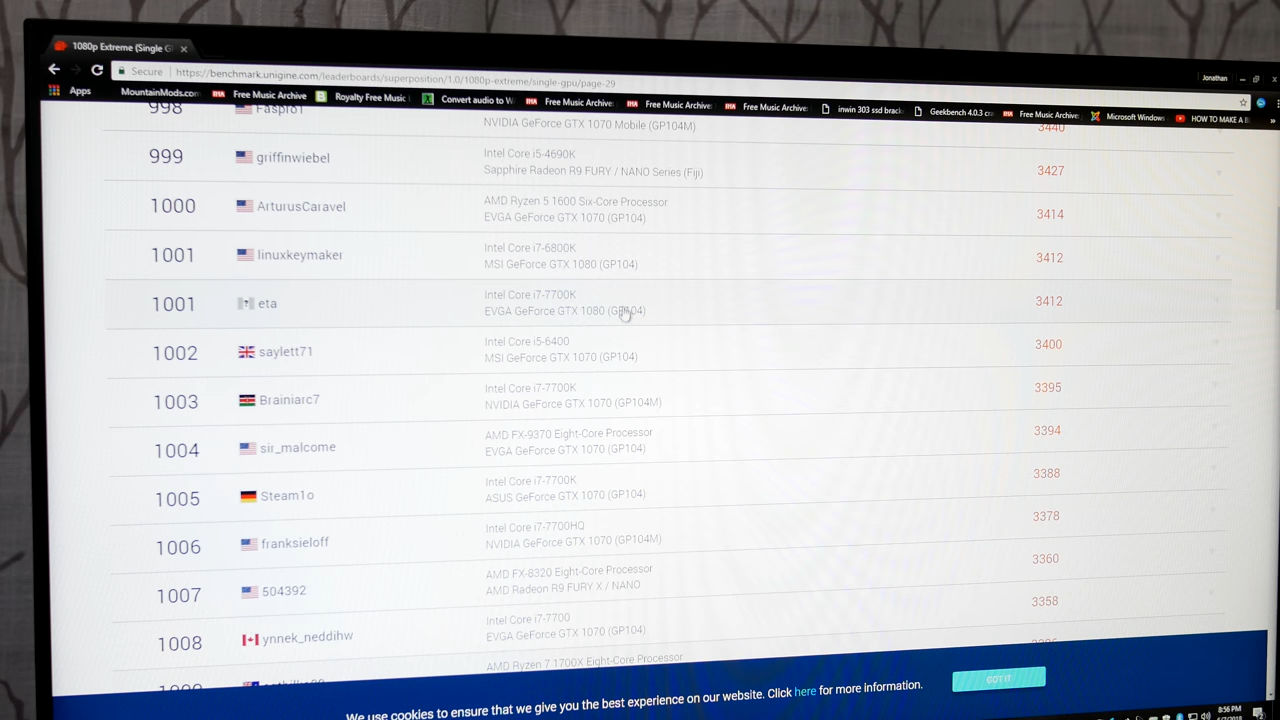 1080p Extreme (Single G
Jonathan
Secure https://benchmark.unigine.com/leaderboards/superposition/1.0/1080p-extreme/single-gpu/page-29
Apps MountainMods.com Free Music Archive Royalty Free Music Convert audio to W Free Music Archive Free Music Archive Free Music Archive inwin 303 ssd brack Geekbench 4.0.3 cra Free Music Archive Microsoft Windows HOW TO MAKE A B
998
NVIDIA GeForce GTX 1070 Mobile (GP104M) 3440
999 griffinwiebel Intel Core i5-4690K
Sapphire Radeon R9 FURY / NANO Series (Fiji) 3427
1000 ArturusCaravel AMD Ryzen 5 1600 Six-Core Processor
EVGA GeForce GTX 1070 (GP104) 3414
1001 linuxkeymaker Intel Core i7-6800K
MSI GeForce GTX 1080 (GP104) 3412
1001 eta Intel Core i7-7700K
EVGA GeForce GTX 1080 (GP104) 3412
1002 saylett71 Intel Core i5-6400
MSI GeForce GTX 1070 (GP104) 3400
1003 Brainiarc7 Intel Core i7-7700K
NVIDIA GeForce GTX 1070 (GP104M) 3395
1004 sir_malcome AMD FX-9370 Eight-Core Processor
EVGA GeForce GTX 1070 (GP104) 3394
1005 Steam1o Intel Core i7-7700K
ASUS GeForce GTX 1070 (GP104) 3388
1006 franksieloff Intel Core i7-7700HQ
NVIDIA GeForce GTX 1070 (GP104M) 3378
1007 504392 AMD FX-8320 Eight-Core Processor
AMD Radeon R9 FURY X / NANO 3360
1008 ynnek_neddihw Intel Core i7-7700
EVGA GeForce GTX 1070 (GP104) 3358
AMD Ryzen 7 1700X Eight-Core Processor
We use cookies to ensure that we give you the best experience on our website. Click here for more information. GOT IT
8:56 PM